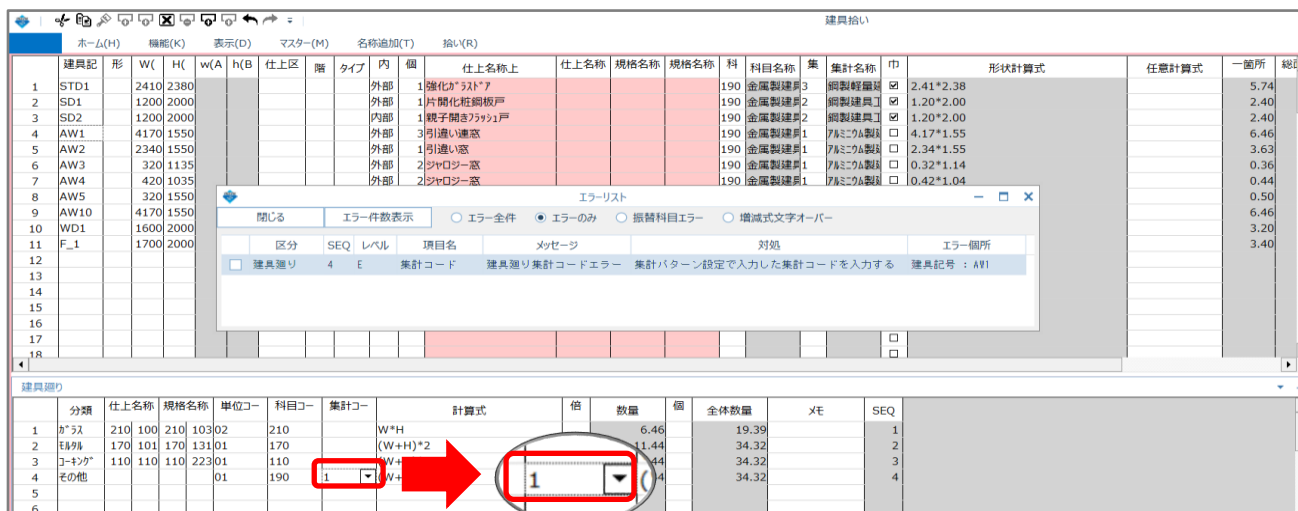 建具拾い
ホーム(H) 機能(K) 表示(D) マスター(M) 名称追加(T) 拾い(R)
建具記 形 W( H( w(A h(B 仕上区 階 タイプ 内 個 仕上名称上 仕上名称 規格名称 規格名称 科 科目名称 集 集計名称 巾 形状計算式 任意計算式 一箇所 総面
1 STD1 2410 2380 外部 1 強化ｶﾞﾗｽﾄﾞｱ 190 金属製建具 3 鋼製軽量建 2.41*2.38 5.74
2 SD1 1200 2000 外部 1 片開化粧鋼板戸 190 金属製建具 2 鋼製建具工 1.20*2.00 2.40
3 SD2 1200 2000 内部 1 親子開きﾌﾗｯｼｭ戸 190 金属製建具 2 鋼製建具工 1.20*2.00 2.40
4 AW1 4170 1550 外部 3 引違い連窓 190 金属製建具 1 ｱﾙﾐﾆｳﾑ製建 4.17*1.55 6.46
5 AW2 2340 1550 外部 1 引違い窓 190 金属製建具 1 ｱﾙﾐﾆｳﾑ製建 2.34*1.55 3.63
6 AW3 320 1135 外部 2 ジャロジー窓 190 金属製建具 1 ｱﾙﾐﾆｳﾑ製建 0.32*1.14 0.36
7 AW4 420 1035 外部 2 ジャロジー窓 190 金属製建具 1 ｱﾙﾐﾆｳﾑ製建 0.42*1.04 0.44
8 AW5 320 1550 0.50
9 AW10 4170 1550 6.46
10 WD1 1600 2000 3.20
11 F_1 1700 2000 3.40
12
13
14
15
16
17
18
エラーリスト
閉じる エラー件数表示 エラー全件 エラーのみ 振替科目エラー 増減式文字オーバー
区分 SEQ レベル 項目名 メッセージ 対処 エラー個所
建具廻り 4 E 集計コード 建具廻り集計コードエラー 集計パターン設定で入力した集計コードを入力する 建具記号 : AW1
建具廻り
分類 仕上名称 規格名称 単位コー 科目コー 集計コー 計算式 倍 数量 個 全体数量 メモ SEQ
1 ｶﾞﾗｽ 210 100 210 103 02 210 W*H 6.46 19.39 1
2 ﾓﾙﾀﾙ 170 101 170 131 01 170 (W+H)*2 11.44 34.32 2
3 ｺｰｷﾝｸﾞ 110 110 110 223 01 110 (W+ 44 34.32 3
4 その他 01 190 1 (W+ 1 ( 34.32 4
5
6